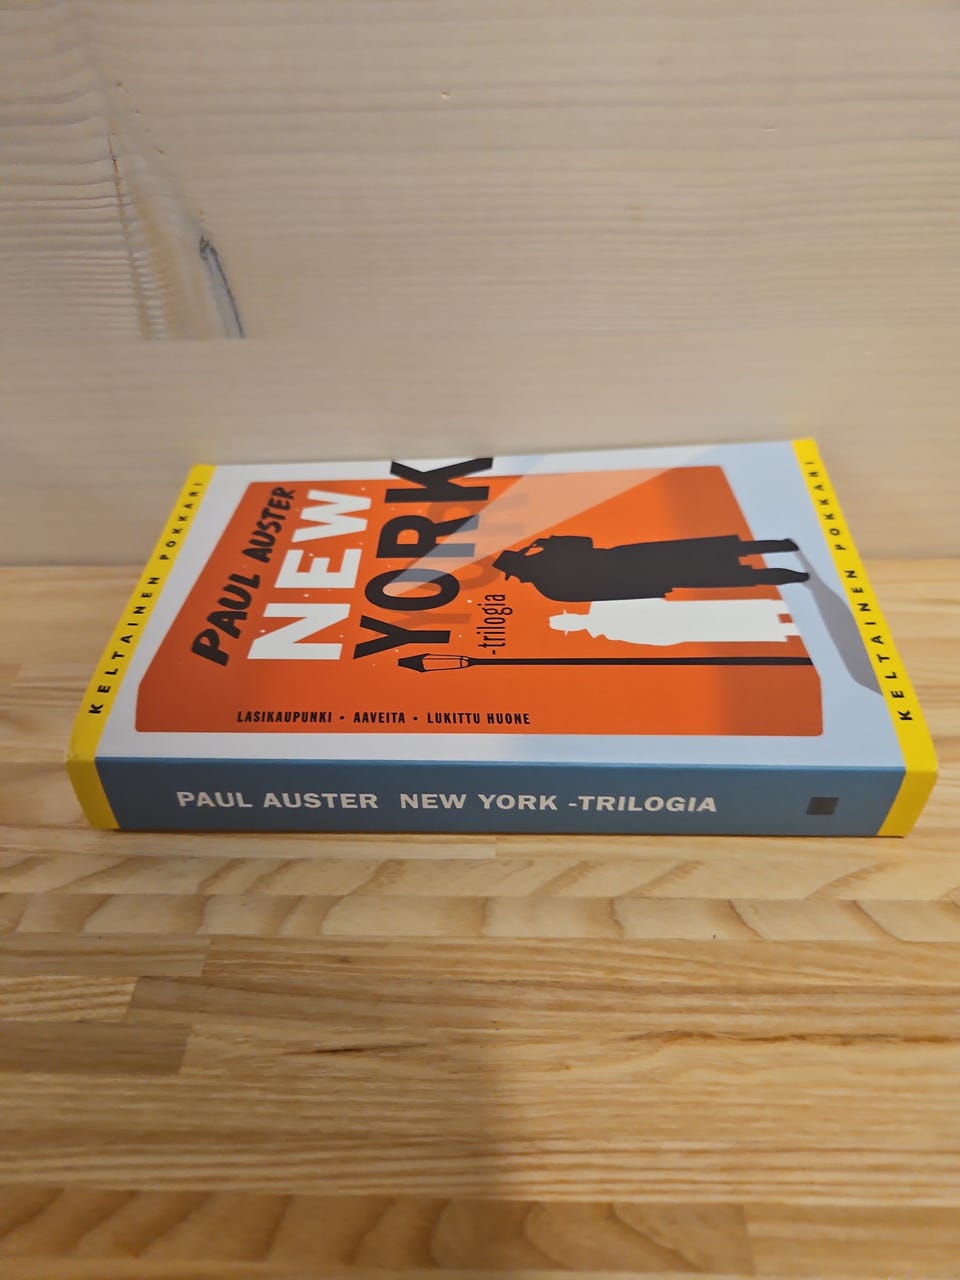 KELTAINEN POKKARI
PAUL AUSTER
NEW
YORK
-trilogia
LASIKAUPUNKI • AAVEITA • LUKITTU HUONE
KELTAINEN POKKARI
PAUL AUSTER NEW YORK -TRILOGIA